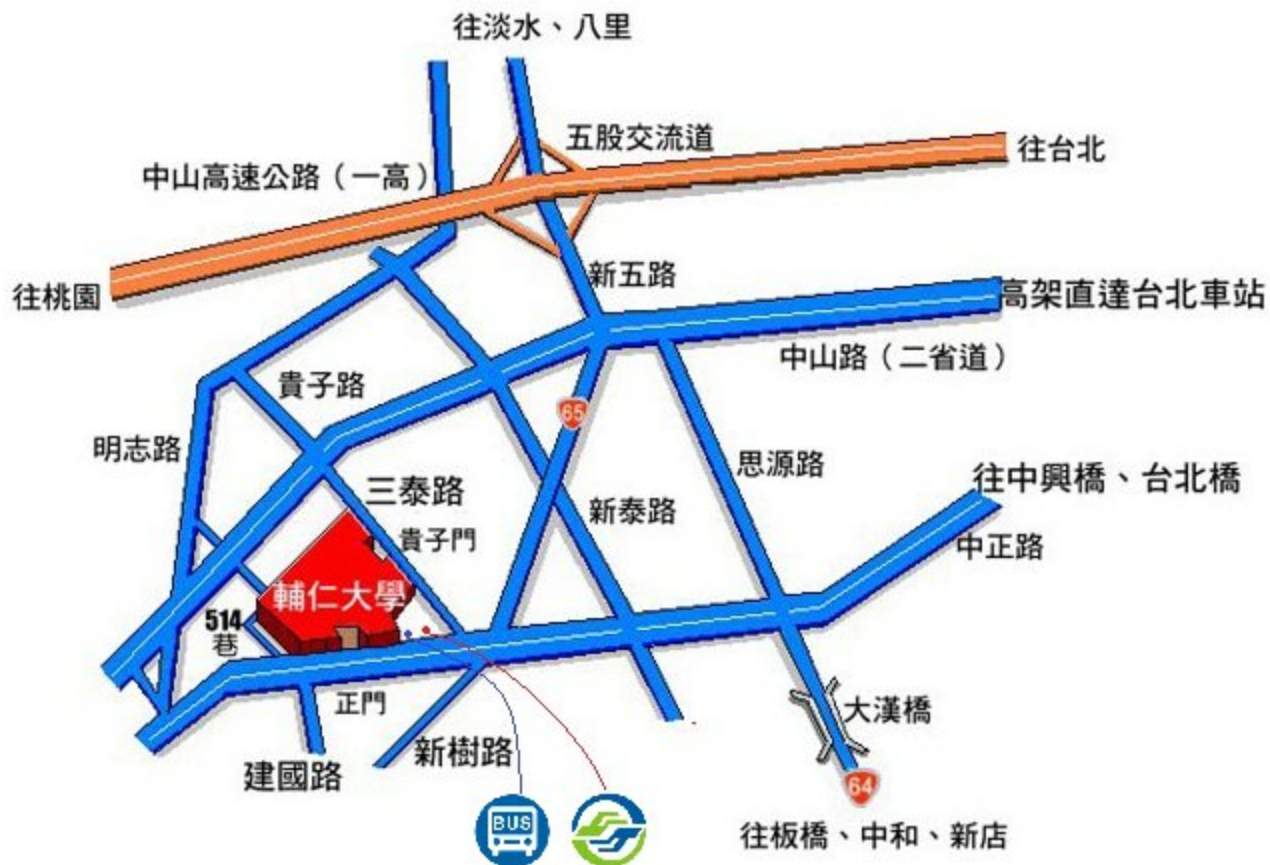 往淡水、八里
五股交流道
往台北
中山高速公路（一高）
往桃園
新五路
高架直達台北車站
中山路（二省道）
貴子路
65
明志路
思源路
三泰路
往中興橋、台北橋
新泰路
貴子門
中正路
輔仁大學
514
巷
正門
大漢橋
新樹路
建國路
64
BUS
往板橋、中和、新店